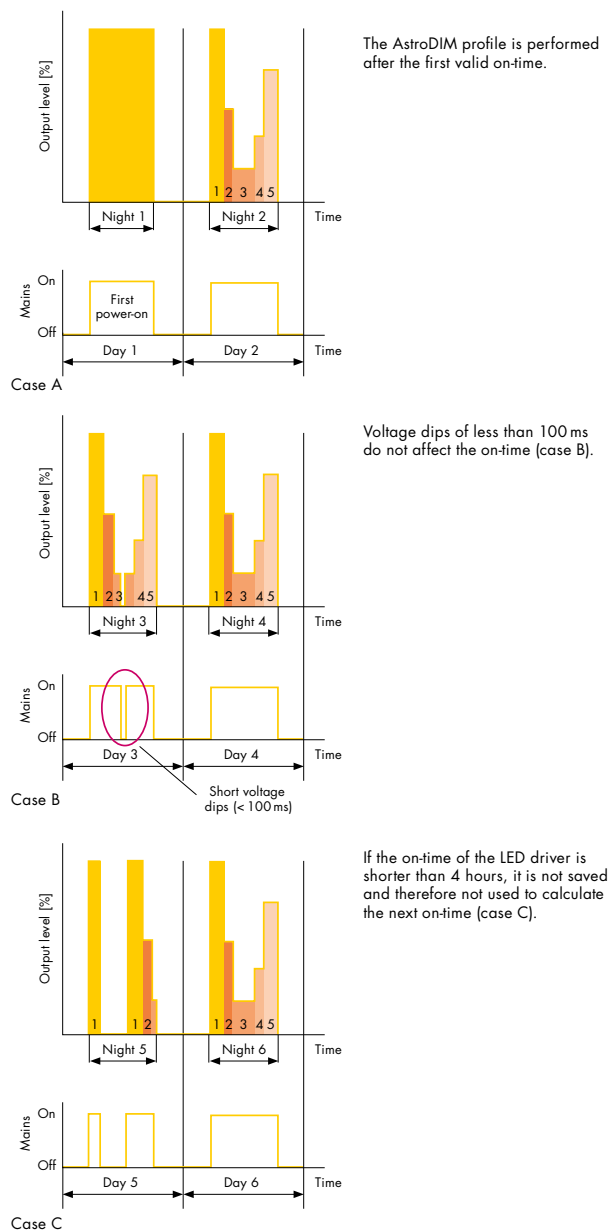 The AstroDIM profile is performed
after the first valid on-time.
Output level [%]
1 2 3 4 5
Night 1
Night 2
Time
Mains
On
Off
First
power-on
Day 1
Day 2
Time
Case A
Voltage dips of less than 100 ms
do not affect the on-time (case B).
Output level [%]
1 2 3 4 5
1 2 3 4 5
Night 3
Night 4
Time
Mains
On
Off
Day 3
Day 4
Time
Short voltage
dips (< 100 ms)
Case B
If the on-time of the LED driver is
shorter than 4 hours, it is not saved
and therefore not used to calculate
the next on-time (case C).
Output level [%]
1 1 2
1 2 3 4 5
Night 5
Night 6
Time
Mains
On
Off
Day 5
Day 6
Time
Case C